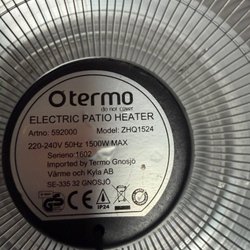 termo
do not cover
ELECTRIC PATIO HEATER
Artno: 592000 Model: ZHQ1524
220-240V 50Hz 1500W MAX
Serieno: 1602
Imported by Termo Gnosjö
Värme och Kyla AB
SE-335 32 GNOSJÖ
IP24